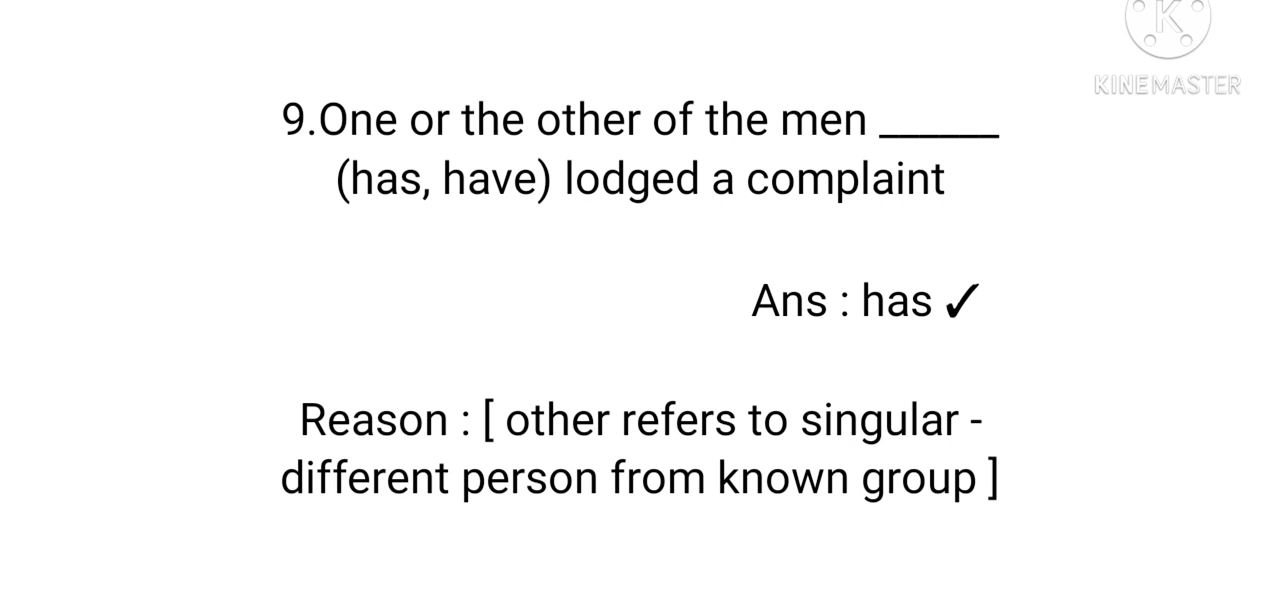 K
KINEMASTER
9.One or the other of the men ______
(has, have) lodged a complaint
Ans : has ✓
Reason : [ other refers to singular -
different person from known group ]